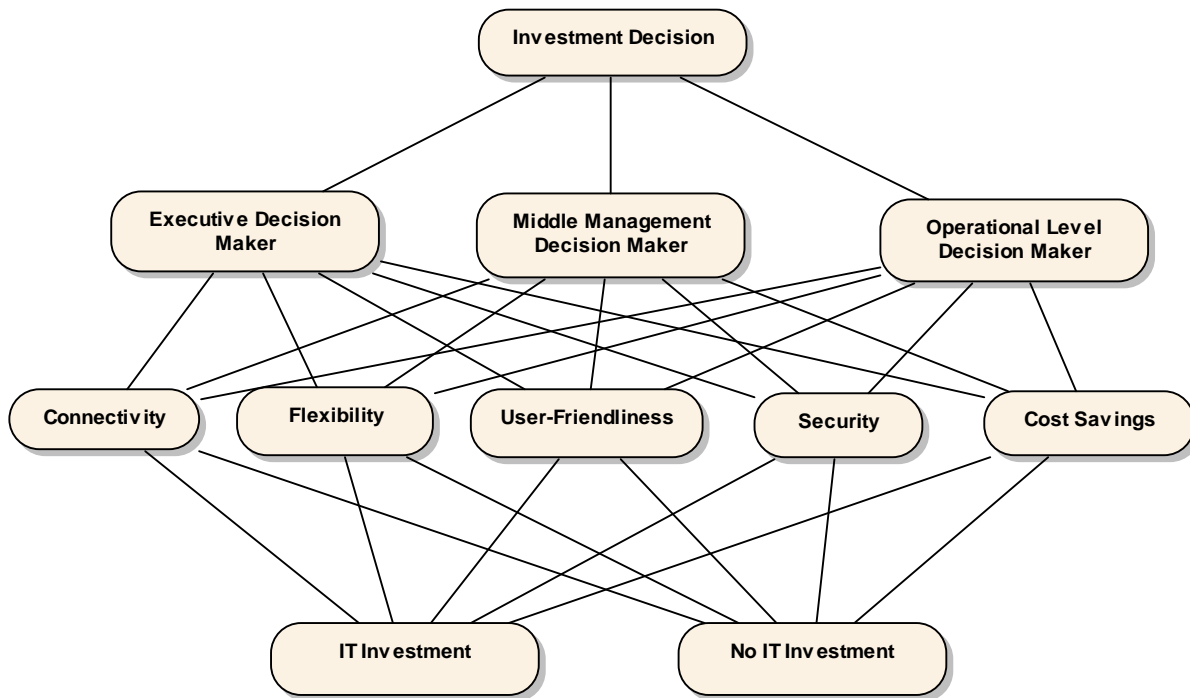 Investment Decision
Executive Decision
Maker
Middle Management
Decision Maker
Operational Level
Decision Maker
Connectivity
Flexibility
User-Friendliness
Security
Cost Savings
IT Investment
No IT Investment